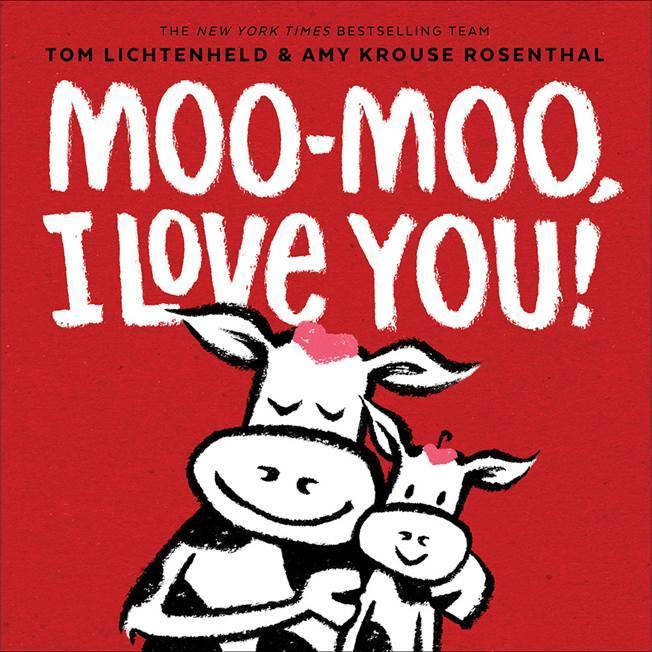 THE NEW YORK TIMES BESTSELLING TEAM
TOM LICHTENHELD & AMY KROUSE ROSENTHAL
MOO-MOO,
I LOVe YOU!